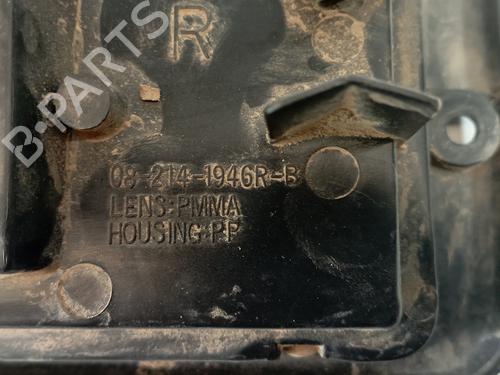 R
B-PARTS
08-214-1946R-B
LENS:PMMA
HOUSING:PP